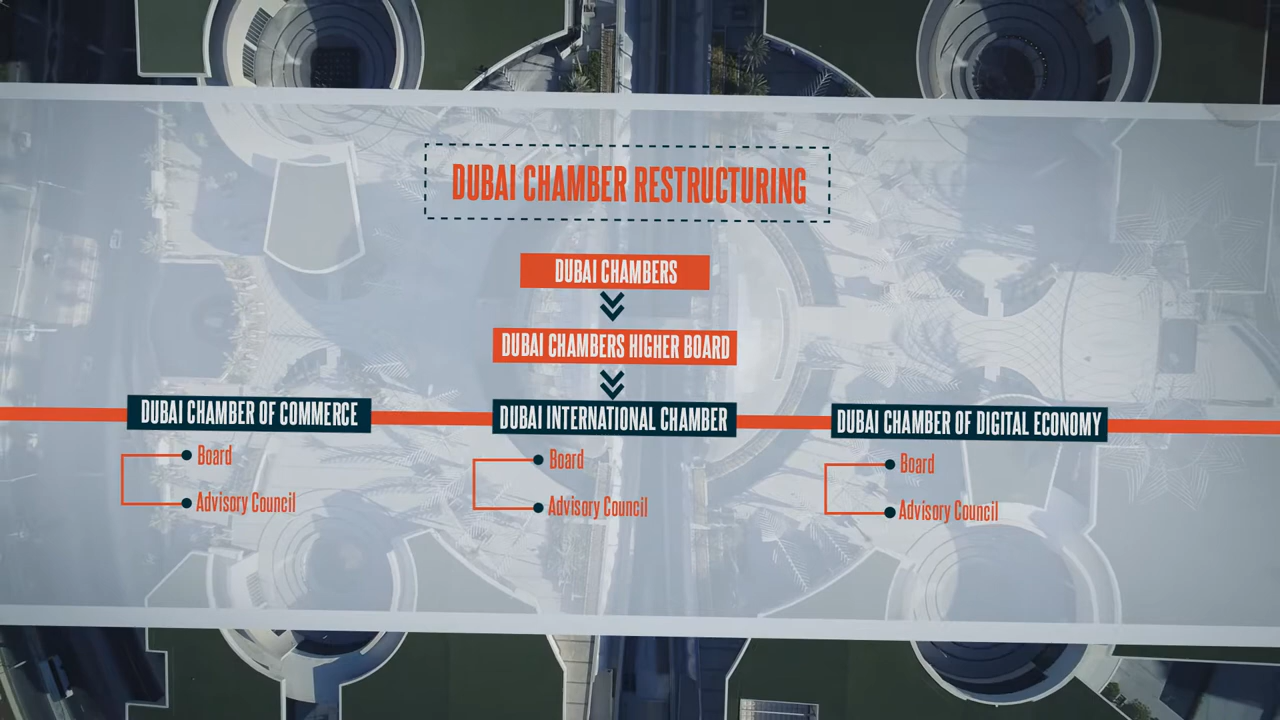 DUBAI CHAMBER RESTRUCTURING
DUBAI CHAMBERS
DUBAI CHAMBERS HIGHER BOARD
DUBAI CHAMBER OF COMMERCE
DUBAI INTERNATIONAL CHAMBER
DUBAI CHAMBER OF DIGITAL ECONOMY
Board
Advisory Council
Board
Advisory Council
Board
Advisory Council